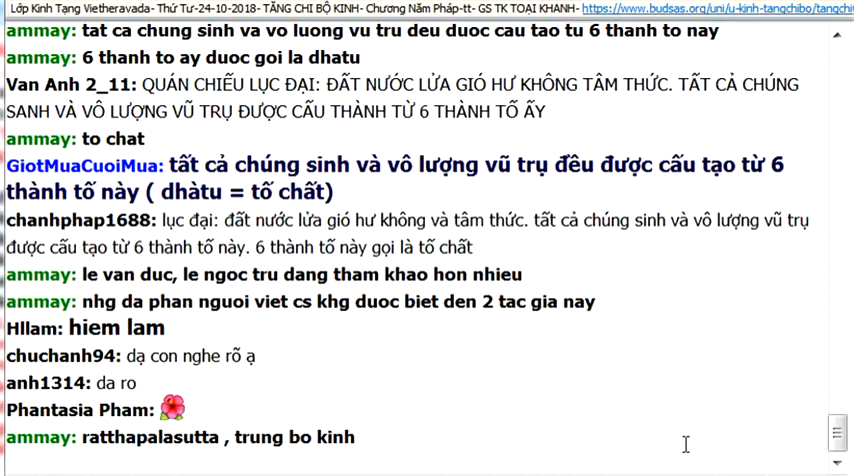 Lớp Kinh Tạng Vietheravada- Thứ Tư-24-10-2018- TĂNG CHI BỘ KINH- Chương Năm Pháp-tt- GS TK TOẠI KHANH- https://www.budsas.org/uni/u-kinh-tangchibo/tangchi
ammay: tat ca chung sinh va vo luong vu tru deu duoc cau tao tu 6 thanh to nay
ammay: 6 thanh to ay duoc goi la dhatu
Van Anh 2_11: QUÁN CHIẾU LỤC ĐẠI: ĐẤT NƯỚC LỬA GIÓ HƯ KHÔNG TÂM THỨC. TẤT CẢ CHÚNG
SANH VÀ VÔ LƯỢNG VŨ TRỤ ĐƯỢC CẤU THÀNH TỪ 6 THÀNH TỐ ẤY
ammay: to chat
GiotMuaCuoiMua: tất cả chúng sinh và vô lượng vũ trụ đều được cấu tạo từ 6
thành tố này ( dhàtu = tố chất)
chanhphap1688: lục đại: đất nước lửa gió hư không và tâm thức. tất cả chúng sinh và vô lượng vũ trụ
được cấu tạo từ 6 thành tố này. 6 thành tố này gọi là tố chất
ammay: le van duc, le ngoc tru dang tham khao hon nhieu
ammay: nhg da phan nguoi viet cs khg duoc biet den 2 tac gia nay
Hllam: hiem lam
chuchanh94: dạ con nghe rõ ạ
anh1314: da ro
Phantasia Pham:
ammay: ratthapalasutta , trung bo kinh